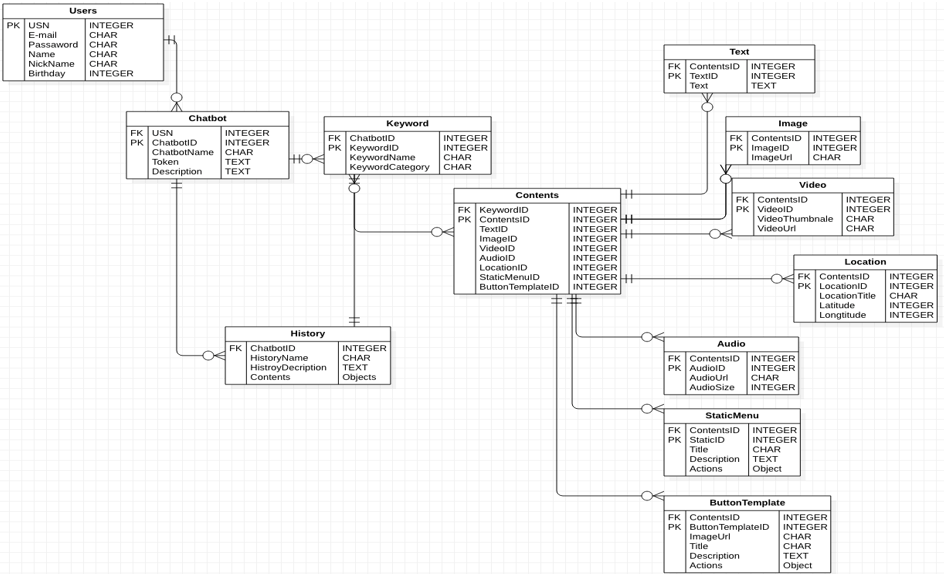 Users
PK USN INTEGER
E-mail CHAR
Passaword CHAR
Name CHAR
NickName CHAR
Birthday INTEGER
Chatbot
FK USN INTEGER
PK ChatbotID INTEGER
ChatbotName CHAR
Token TEXT
Description TEXT
Keyword
FK ChatbotID INTEGER
PK KeywordID INTEGER
KeywordName CHAR
KeywordCategory CHAR
Contents
FK KeywordID INTEGER
PK ContentsID INTEGER
TextID INTEGER
ImageID INTEGER
VideoID INTEGER
AudioID INTEGER
LocationID INTEGER
StaticMenuID INTEGER
ButtonTemplateID INTEGER
History
FK ChatbotID INTEGER
HistoryName CHAR
HistroyDecription TEXT
Contents Objects
Text
FK ContentsID INTEGER
PK TextID INTEGER
Text TEXT
Image
FK ContentsID INTEGER
PK ImageID INTEGER
ImageUrl CHAR
Video
FK ContentsID INTEGER
PK VideoID INTEGER
VideoThumbnale CHAR
VideoUrl CHAR
Location
FK ContentsID INTEGER
PK LocationID INTEGER
LocationTitle CHAR
Latitude INTEGER
Longtitude INTEGER
Audio
FK ContentsID INTEGER
PK AudioID INTEGER
AudioUrl CHAR
AudioSize INTEGER
StaticMenu
FK ContentsID INTEGER
PK StaticID INTEGER
Title CHAR
Description TEXT
Actions Object
ButtonTemplate
FK ContentsID INTEGER
PK ButtonTemplateID INTEGER
ImageUrl CHAR
Title CHAR
Description TEXT
Actions Object